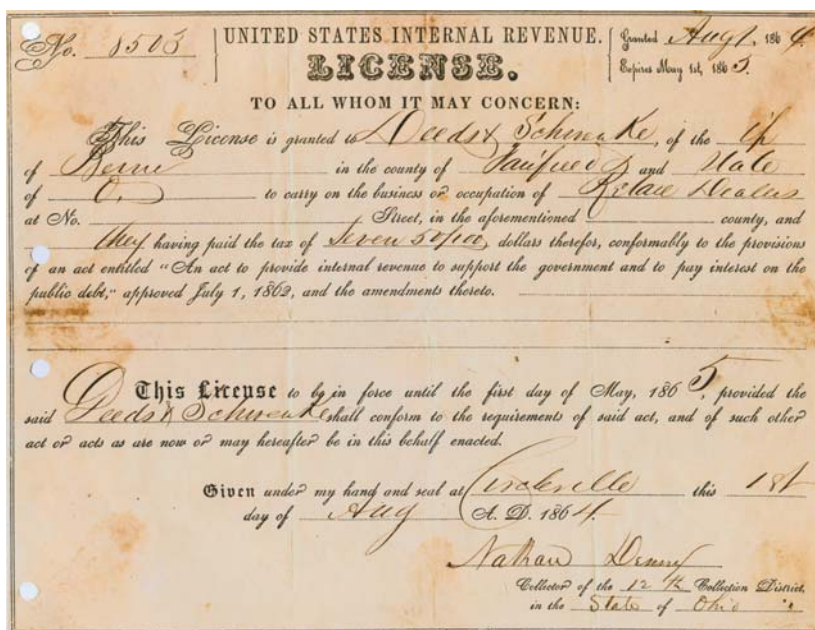 No. 8503 UNITED STATES INTERNAL REVENUE. Granted Aug 1, 1864.
LICENSE. Expires May 1st, 1865.
TO ALL WHOM IT MAY CONCERN:
This License is granted to Deeds & Schwenke, of the
of Berne in the county of Fairfield and State
of O. to carry on the business or occupation of Retail Dealers
at No. Street, in the aforementioned county, and
they having paid the tax of Seven 50/100 dollars therefor, conformably to the provisions
of an act entitled "An act to provide internal revenue to support the government and to pay interest on the
public debt," approved July 1, 1862, and the amendments thereto.
This License to be in force until the first day of May, 1865, provided the
said Deeds & Schwenke shall conform to the requirements of said act, and of such other
act or acts as are now or may hereafter be in this behalf enacted.
Given under my hand and seal at Circleville this 1st
day of Aug A. D. 1864.
Nathan Denny
Collector of the 12th Collection District,
in the State of Ohio